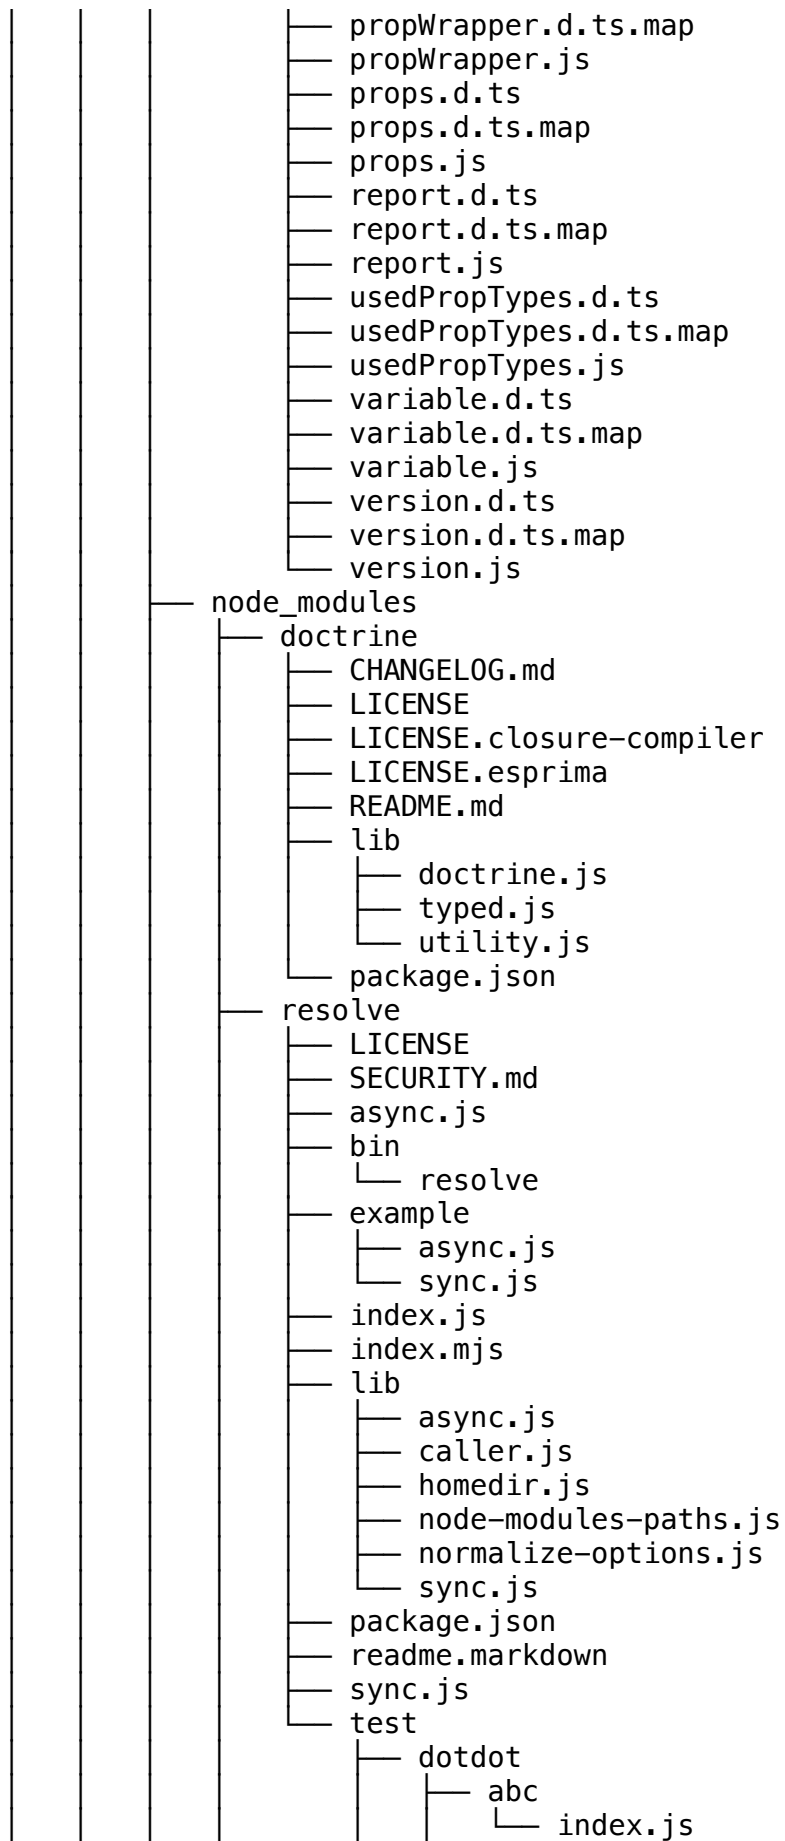 │   │   │       ├── propWrapper.d.ts.map
│   │   │       ├── propWrapper.js
│   │   │       ├── props.d.ts
│   │   │       ├── props.d.ts.map
│   │   │       ├── props.js
│   │   │       ├── report.d.ts
│   │   │       ├── report.d.ts.map
│   │   │       ├── report.js
│   │   │       ├── usedPropTypes.d.ts
│   │   │       ├── usedPropTypes.d.ts.map
│   │   │       ├── usedPropTypes.js
│   │   │       ├── variable.d.ts
│   │   │       ├── variable.d.ts.map
│   │   │       ├── variable.js
│   │   │       ├── version.d.ts
│   │   │       ├── version.d.ts.map
│   │   │       └── version.js
│   │   ├── node_modules
│   │   │   ├── doctrine
│   │   │   │   ├── CHANGELOG.md
│   │   │   │   ├── LICENSE
│   │   │   │   ├── LICENSE.closure-compiler
│   │   │   │   ├── LICENSE.esprima
│   │   │   │   ├── README.md
│   │   │   │   ├── lib
│   │   │   │   │   ├── doctrine.js
│   │   │   │   │   ├── typed.js
│   │   │   │   │   └── utility.js
│   │   │   │   └── package.json
│   │   │   ├── resolve
│   │   │   │   ├── LICENSE
│   │   │   │   ├── SECURITY.md
│   │   │   │   ├── async.js
│   │   │   │   ├── bin
│   │   │   │   │   └── resolve
│   │   │   │   ├── example
│   │   │   │   │   ├── async.js
│   │   │   │   │   └── sync.js
│   │   │   │   ├── index.js
│   │   │   │   ├── index.mjs
│   │   │   │   ├── lib
│   │   │   │   │   ├── async.js
│   │   │   │   │   ├── caller.js
│   │   │   │   │   ├── homedir.js
│   │   │   │   │   ├── node-modules-paths.js
│   │   │   │   │   ├── normalize-options.js
│   │   │   │   │   └── sync.js
│   │   │   │   ├── package.json
│   │   │   │   ├── readme.markdown
│   │   │   │   ├── sync.js
│   │   │   │   └── test
│   │   │   │       ├── dotdot
│   │   │   │       │   ├── abc
│   │   │   │       │   │   └── index.js